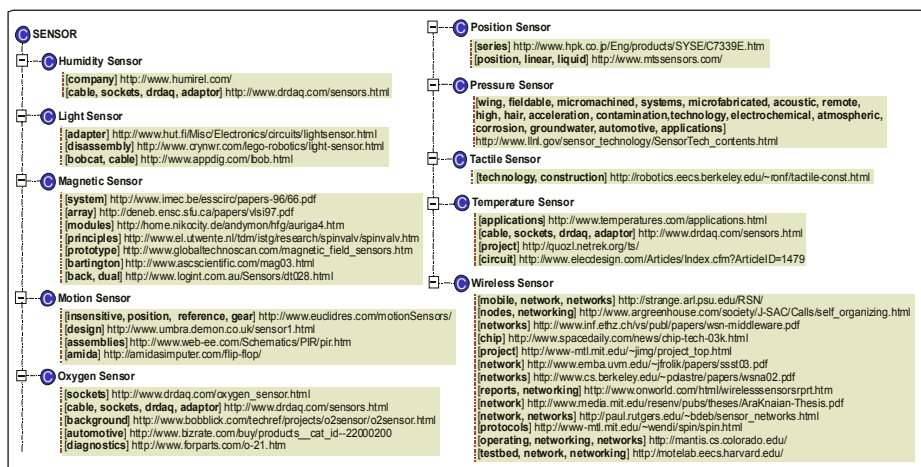 C SENSOR
C Humidity Sensor
[company] http://www.humirel.com/
[cable, sockets, drdaq, adaptor] http://www.drdaq.com/sensors.html
C Light Sensor
[adapter] http://www.hut.fi/Misc/Electronics/circuits/lightsensor.html
[disassembly] http://www.crynwr.com/lego-robotics/light-sensor.html
[bobcat, cable] http://www.appdig.com/bob.html
C Magnetic Sensor
[system] http://www.imec.be/esscirc/papers-96/66.pdf
[array] http://deneb.ensc.sfu.ca/papers/vlsi97.pdf
[modules] http://home.nikocity.de/andymon/hfg/auriga4.htm
[principles] http://www.el.utwente.nl/tdm/istg/research/spinvalv/spinvalv.htm
[prototype] http://www.globaltechnoscan.com/magnetic_field_sensors.htm
[bartington] http://www.ascscientific.com/mag03.html
[back, dual] http://www.logint.com.au/Sensors/dt028.html
C Motion Sensor
[insensitive, position, reference, gear] http://www.euclidres.com/motionSensors/
[design] http://www.umbra.demon.co.uk/sensor1.html
[assemblies] http://www.web-ee.com/Schematics/PIR/pir.htm
[amida] http://amidasimputer.com/flip-flop/
C Oxygen Sensor
[sockets] http://www.drdaq.com/oxygen_sensor.html
[cable, sockets, drdaq, adaptor] http://www.drdaq.com/sensors.html
[background] http://www.bobblick.com/techref/projects/o2sensor/o2sensor.html
[automotive] http://www.bizrate.com/buy/products__cat_id--22000200
[diagnostics] http://www.forparts.com/o-21.htm
C Position Sensor
[series] http://www.hpk.co.jp/Eng/products/SYSE/C7339E.htm
[position, linear, liquid] http://www.mtssensors.com/
C Pressure Sensor
[wing, fieldable, micromachined, systems, microfabricated, acoustic, remote,
high, hair, acceleration, contamination,technology, electrochemical, atmospheric,
corrosion, groundwater, automotive, applications]
http://www.llnl.gov/sensor_technology/SensorTech_contents.html
C Tactile Sensor
[technology, construction] http://robotics.eecs.berkeley.edu/~ronf/tactile-const.html
C Temperature Sensor
[applications] http://www.temperatures.com/applications.html
[cable, sockets, drdaq, adaptor] http://www.drdaq.com/sensors.html
[project] http://quozl.netrek.org/ts/
[circuit] http://www.elecdesign.com/Articles/Index.cfm?ArticleID=1479
C Wireless Sensor
[mobile, network, networks] http://strange.arl.psu.edu/RSN/
[nodes, networking] http://www.argreenhouse.com/society/J-SAC/Calls/self_organizing.html
[networks] http://www.inf.ethz.ch/vs/publ/papers/wsn-middleware.pdf
[chip] http://www.spacedaily.com/news/chip-tech-03k.html
[project] http://www-mtl.mit.edu/~jimg/project_top.html
[network] http://www.emba.uvm.edu/~jfrolik/papers/ssst03.pdf
[networks] http://www.cs.berkeley.edu/~pdastre/papers/wsna02.pdf
[reports, networking] http://www.onworld.com/html/wirelesssensorsrprt.htm
[network] http://www.media.mit.edu/resenv/pubs/theses/AraKnaian-Thesis.pdf
[network, networks] http://paul.rutgers.edu/~bdeb/sensor_networks.html
[protocols] http://www-mtl.mit.edu/~wendi/spin/spin.html
[operating, networking, networks] http://mantis.cs.colorado.edu/
[testbed, network, networking] http://motelab.eecs.harvard.edu/